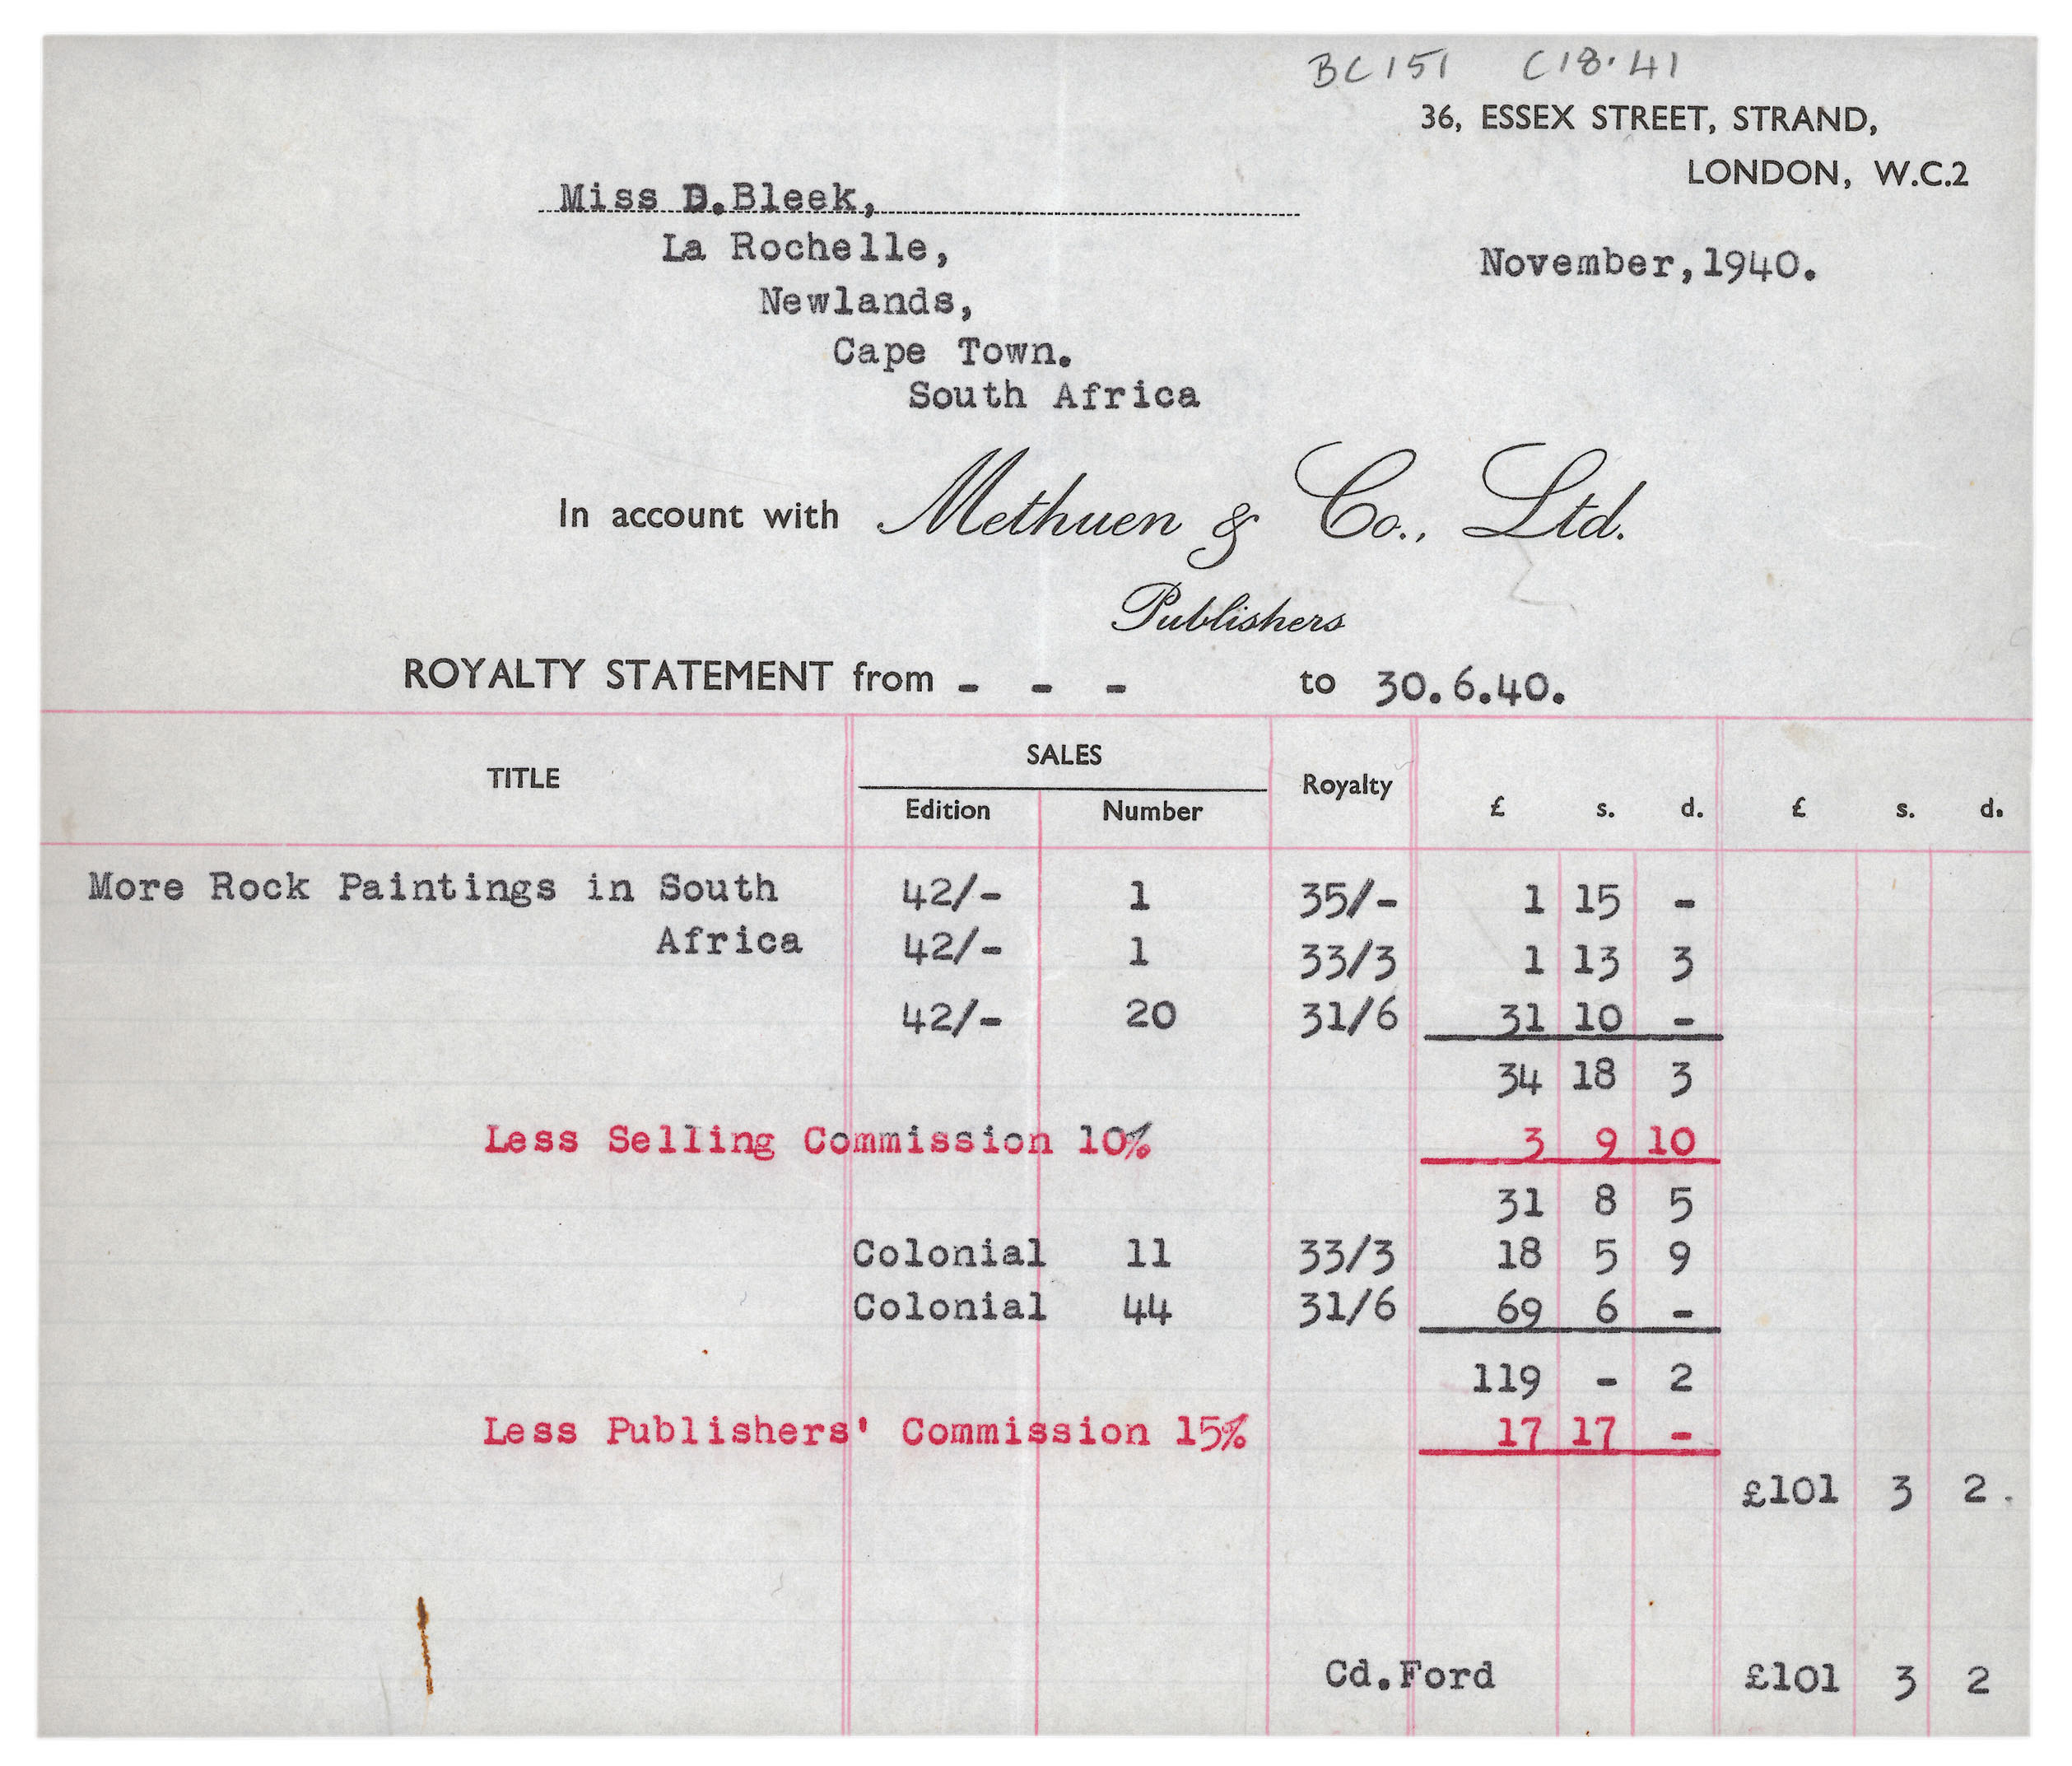 BC151 C18.41
36, ESSEX STREET, STRAND,
LONDON, W.C.2
Miss D.Bleek,
La Rochelle,
November,1940.
Newlands,
Cape Town.
South Africa
In account with Methuen & Co., Ltd.
Publishers
ROYALTY STATEMENT from - - - to 30.6.40.
TITLE SALES Royalty £ s. d. £ s. d.
Edition Number
More Rock Paintings in South 42/- 1 35/- 1 15 -
Africa 42/- 1 33/3 1 13 3
42/- 20 31/6 31 10 -
34 18 3
Less Selling Commission 10% 3 9 10
31 8 5
Colonial 11 33/3 18 5 9
Colonial 44 31/6 69 6 -
119 - 2
Less Publishers' Commission 15% 17 17 -
£101 3 2.
Cd.Ford £101 3 2